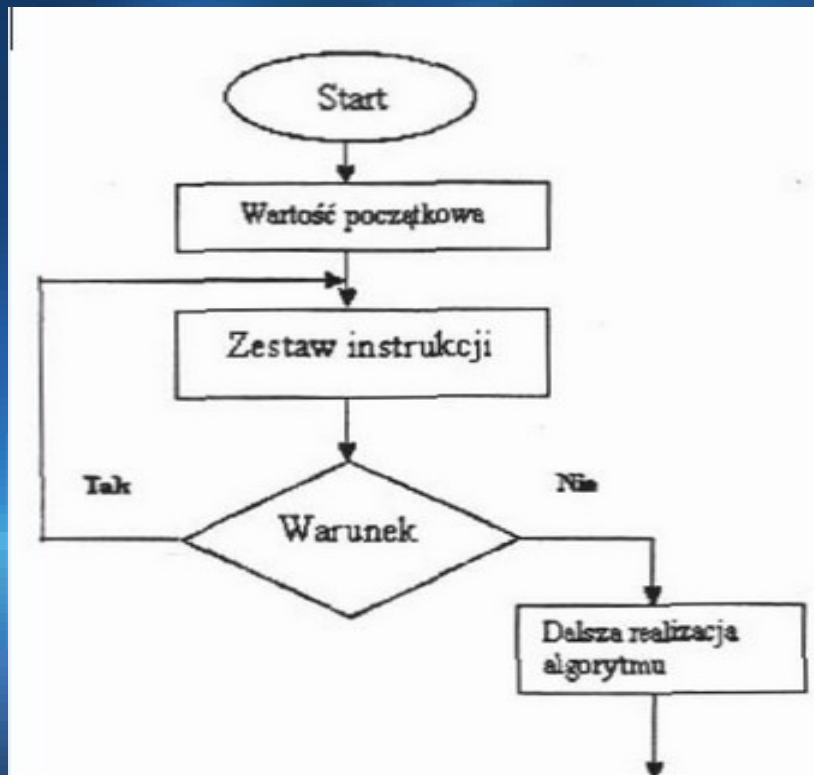 Start
Wartość początkowa
Zestaw instrukcji
Tak
Nie
Warunek
Dalsza realizacja
algorytmu